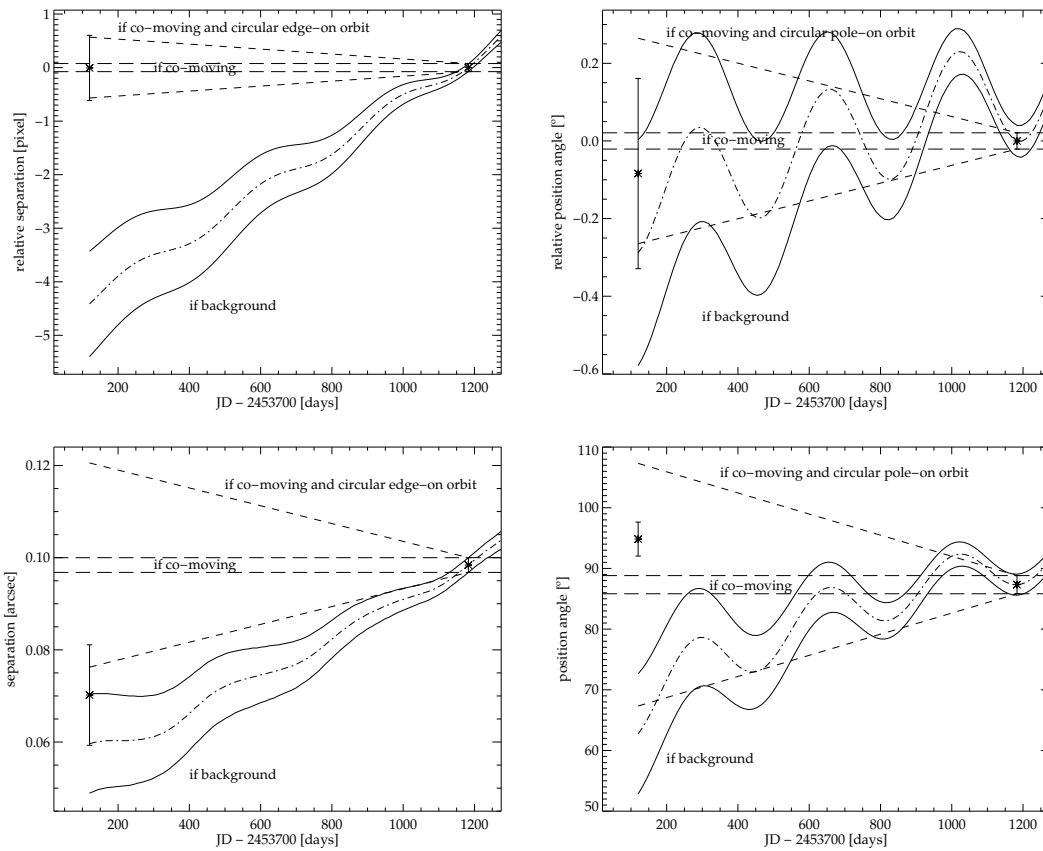 if co−moving and circular edge−on orbit
if co−moving
if background
relative separation [pixel]
1
0
−1
−2
−3
−4
−5
200 400 600 800 1000 1200
JD − 2453700 [days]
if co−moving and circular pole−on orbit
if co−moving
if background
relative position angle [°]
0.2
0.0
−0.2
−0.4
−0.6
200 400 600 800 1000 1200
JD − 2453700 [days]
if co−moving and circular edge−on orbit
if co−moving
if background
separation [arcsec]
0.12
0.10
0.08
0.06
200 400 600 800 1000 1200
JD − 2453700 [days]
if co−moving and circular pole−on orbit
if co−moving
if background
position angle [°]
110
100
90
80
70
60
50
200 400 600 800 1000 1200
JD − 2453700 [days]